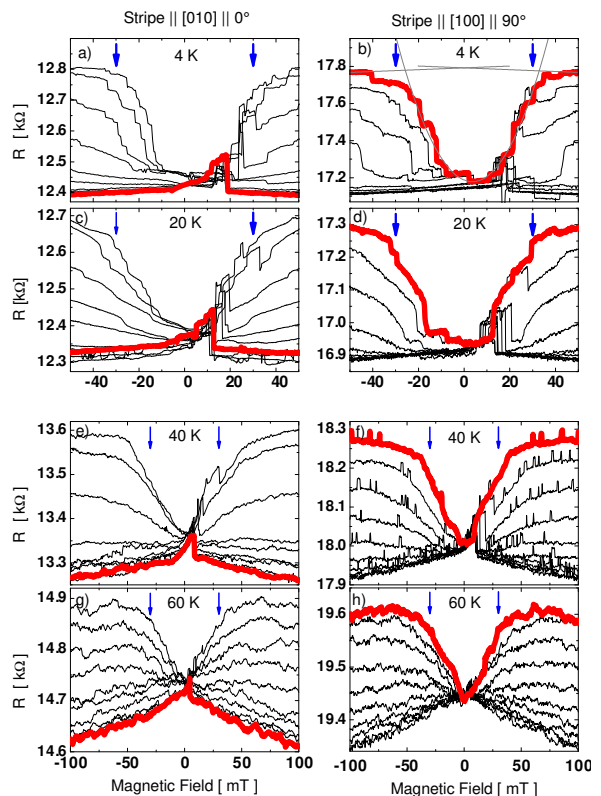 Stripe || [010] || 0°
Stripe || [100] || 90°
a)
4 K
12.8
12.7
12.6
12.5
12.4
R [ kΩ ]
b)
4 K
17.8
17.6
17.4
17.2
R [ kΩ ]
c)
20 K
12.7
12.6
12.5
12.4
12.3
R [kΩ]
-40 -20 0 20 40
d)
20 K
17.3
17.2
17.1
17.0
16.9
R [ kΩ ]
-40 -20 0 20 40
e)
40 K
13.6
13.5
13.4
13.3
R [ kΩ ]
f)
40 K
18.3
18.2
18.1
18.0
17.9
R [ kΩ ]
g)
60 K
14.9
14.8
14.7
14.6
R [ kΩ ]
-100 -50 0 50 100
Magnetic Field [ mT ]
h)
60 K
19.6
19.5
19.4
R [ kΩ ]
-100 -50 0 50 100
Magnetic Field [ mT ]